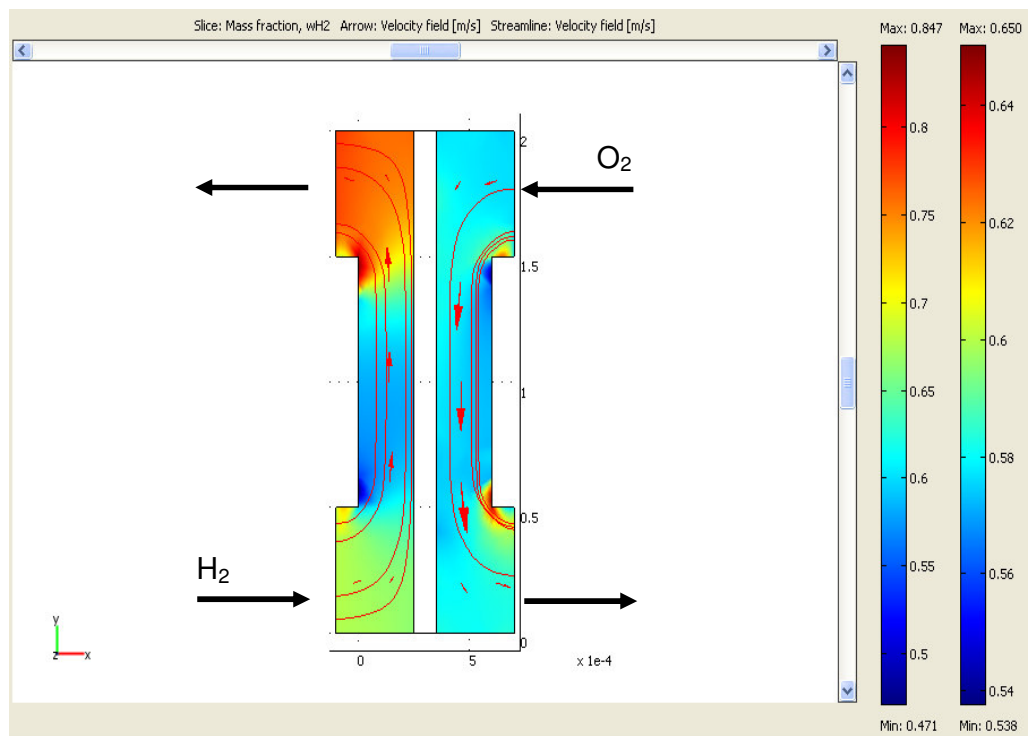 Slice: Mass fraction, wH2 Arrow: Velocity field [m/s] Streamline: Velocity field [m/s]
Max: 0.847 Max: 0.650
O₂
H₂
2
1.5
1
0.5
0
0 5 x 1e-4
y
z x
0.8
0.75
0.7
0.65
0.6
0.55
0.5
0.64
0.62
0.6
0.58
0.56
0.54
Min: 0.471 Min: 0.538